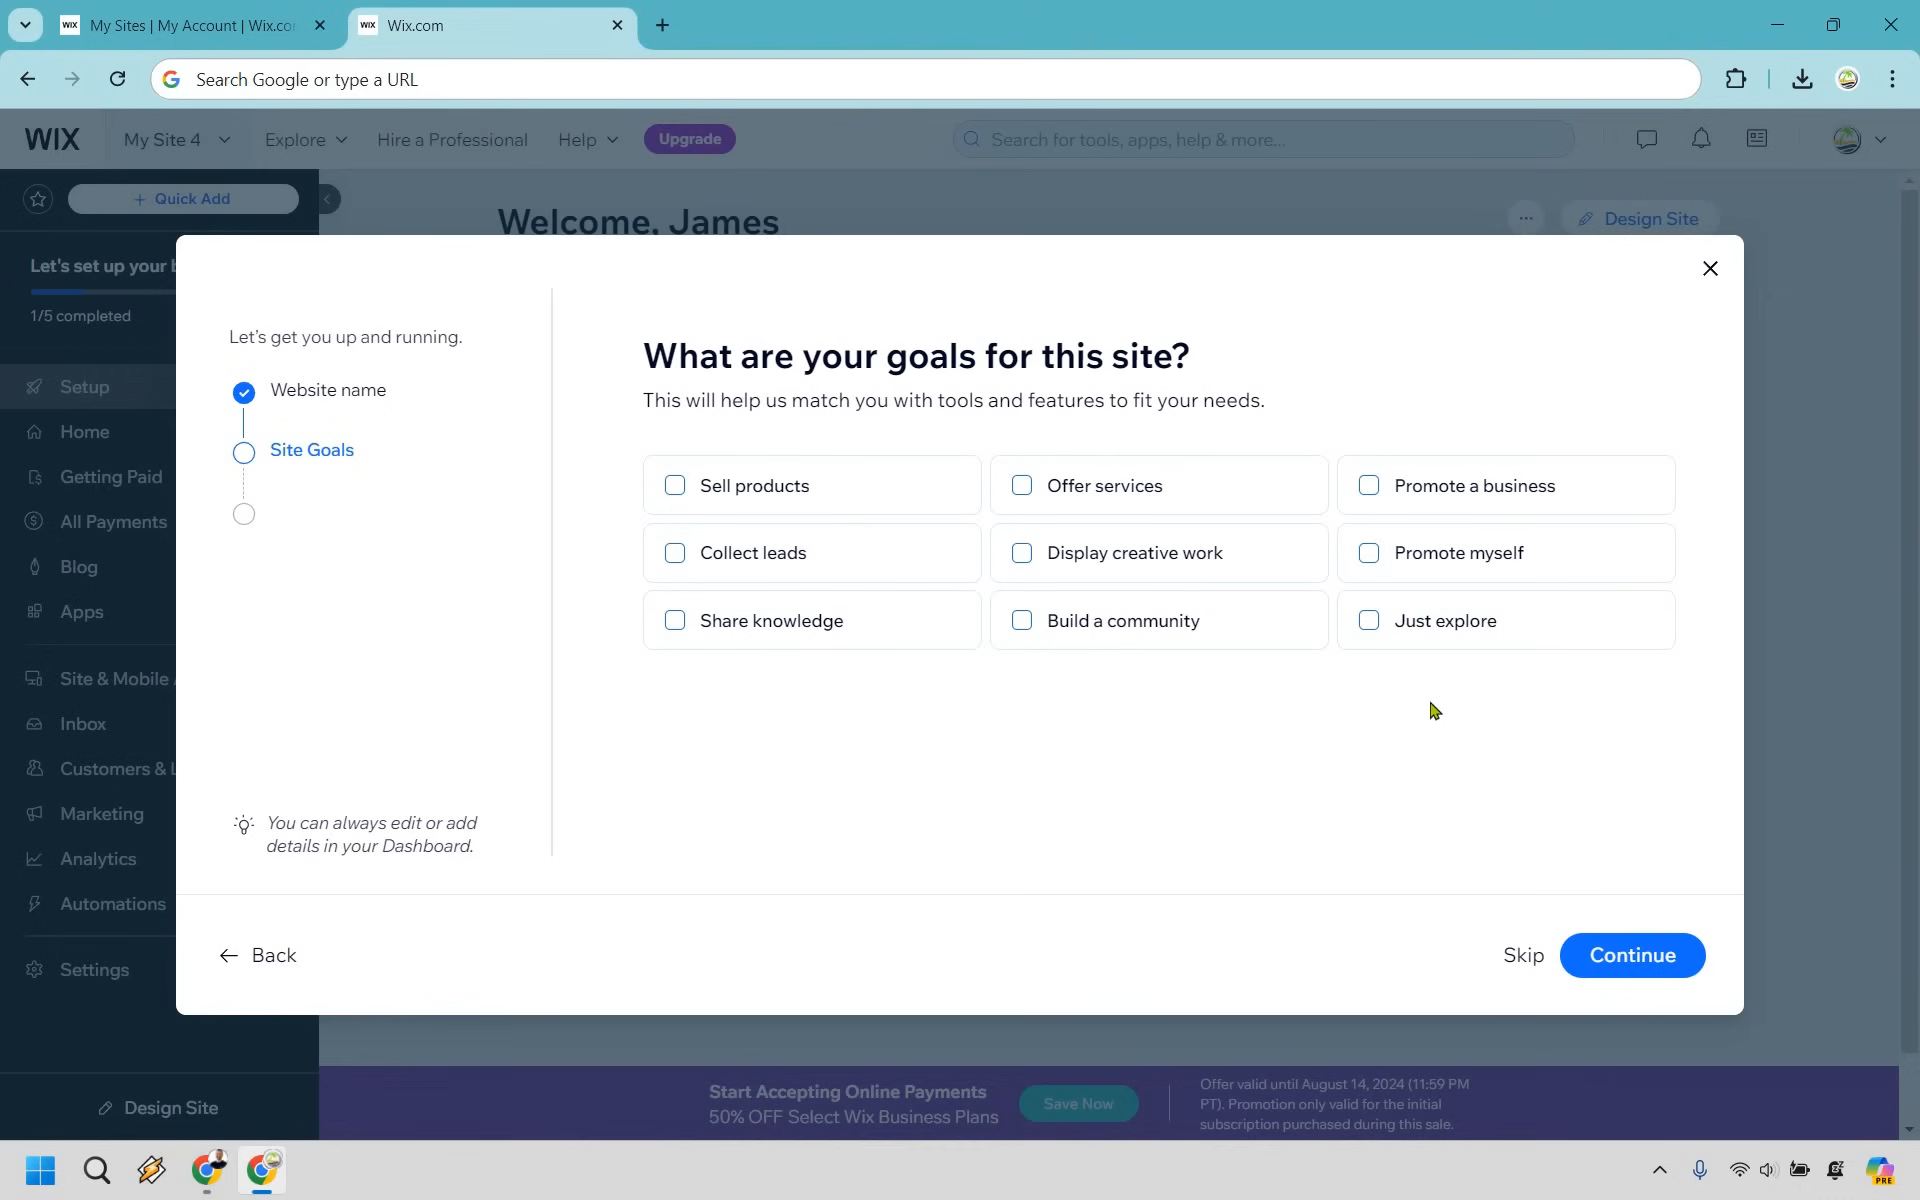 WIX My Sites | My Account | Wix.co
WIX Wix.com
Search Google or type a URL
WIX
My Site 4
Explore
Hire a Professional
Help
Upgrade
Search for tools, apps, help & more...
+ Quick Add
Welcome, James
Design Site
Let's set up your b
1/5 completed
Setup
Home
Getting Paid
All Payments
Blog
Apps
Site & Mobile
Inbox
Customers & L
Marketing
Analytics
Automations
Settings
Design Site
Let's get you up and running.
Website name
Site Goals
You can always edit or add
details in your Dashboard.
What are your goals for this site?
This will help us match you with tools and features to fit your needs.
Sell products
Offer services
Promote a business
Collect leads
Display creative work
Promote myself
Share knowledge
Build a community
Just explore
Back
Skip
Continue
Start Accepting Online Payments
50% OFF Select Wix Business Plans
Save Now
Offer valid until August 14, 2024 (11:59 PM
PT). Promotion only valid for the initial
subscription purchased during this sale.
PRE